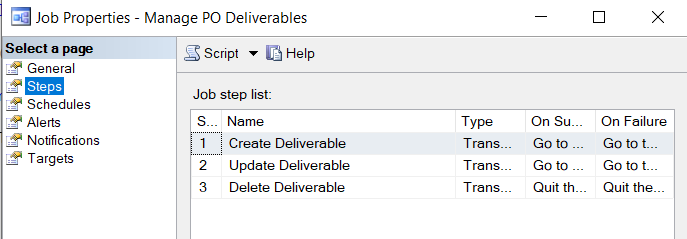 Job Properties - Manage PO Deliverables
Select a page
General
Steps
Schedules
Alerts
Notifications
Targets
Script Help
Job step list:
S... Name Type On Su... On Failure
1 Create Deliverable Trans... Go to ... Go to t...
2 Update Deliverable Trans... Go to ... Go to t...
3 Delete Deliverable Trans... Quit th... Quit the...